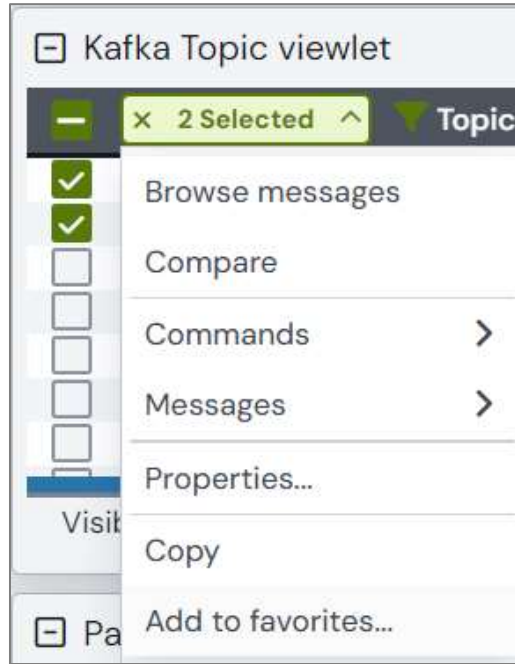 Kafka Topic viewlet
2 Selected Topic
Browse messages
Compare
Commands
Messages
Properties...
Visib
Copy
Add to favorites...
Pa